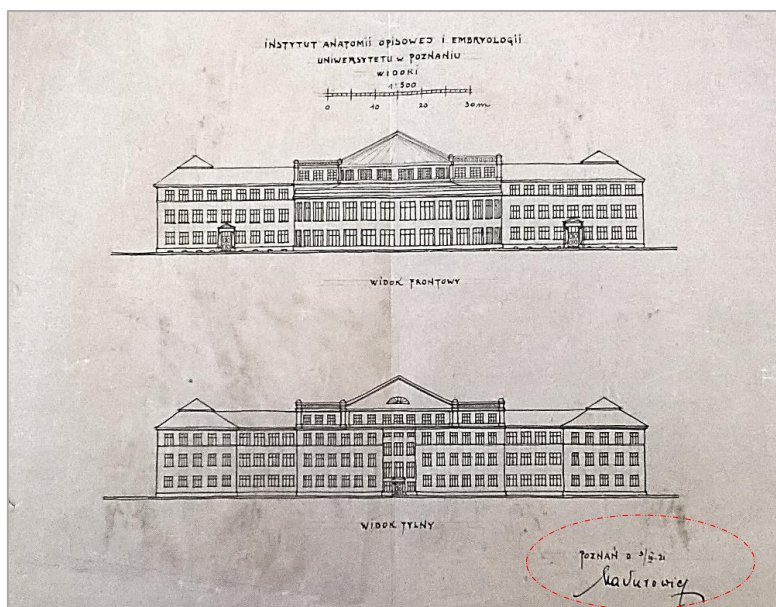 INSTYTUT ANATOMII OPISOWEJ I EMBRYOLOGII
UNIWERSYTETU W POZNANIU
WIDOKI
1:500
0 10 20 30 m
WIDOK FRONTOWY
WIDOK TYLNY
POZNAŃ D.